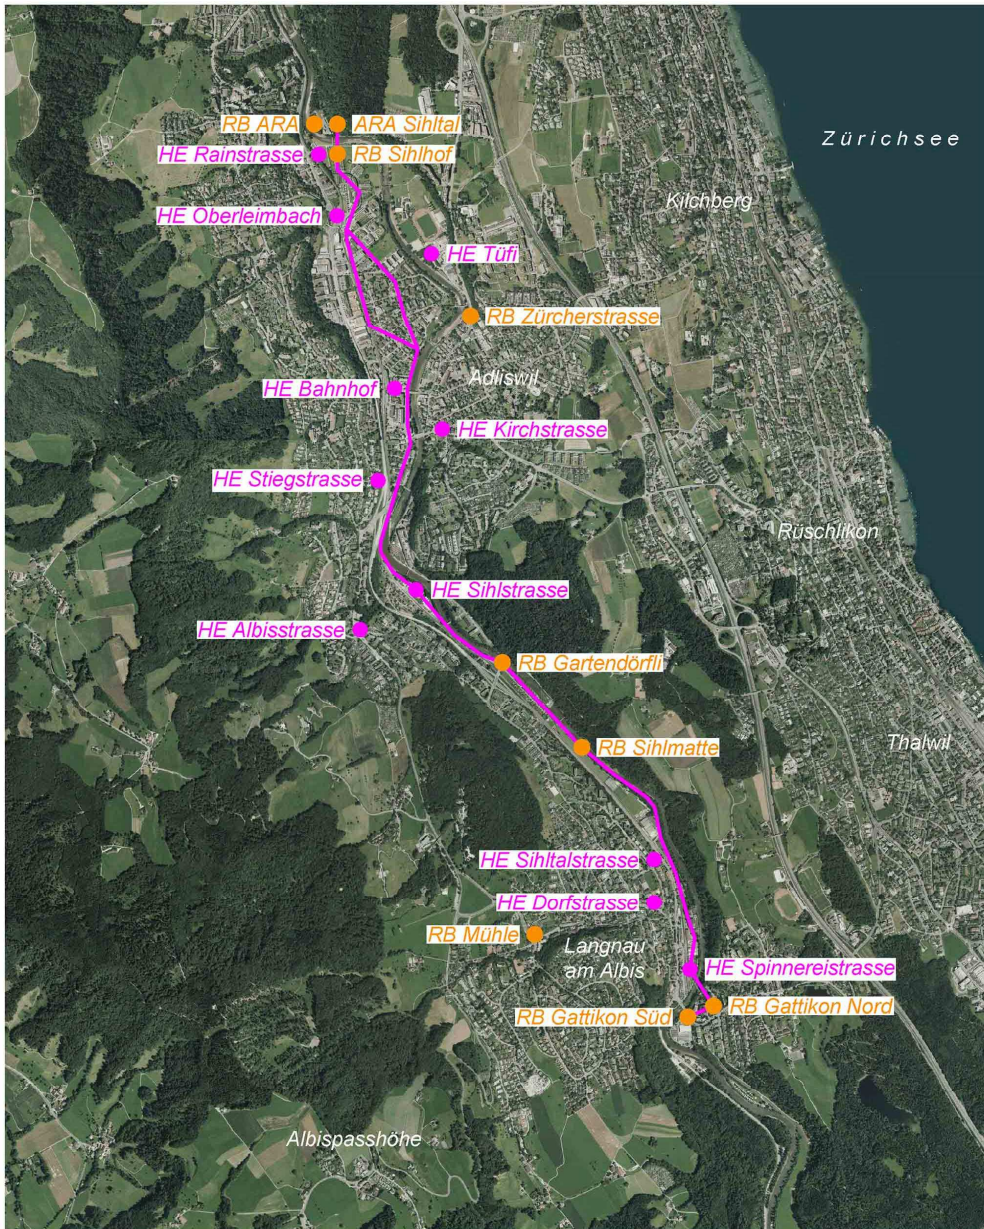 RB ARA
ARA Sihltal
Zürichsee
HE Rainstrasse
RB Sihlhof
Kilchberg
HE Oberleimbach
HE Tüfi
RB Zürcherstrasse
Adliswil
HE Bahnhof
HE Kirchstrasse
HE Stiegstrasse
Rüschlikon
HE Sihlstrasse
HE Albisstrasse
RB Gartendörfli
Thalwil
RB Sihlmatte
HE Sihltalstrasse
HE Dorfstrasse
RB Mühle
Langnau
am Albis
HE Spinnereistrasse
RB Gattikon Nord
RB Gattikon Süd
Albispasshöhe